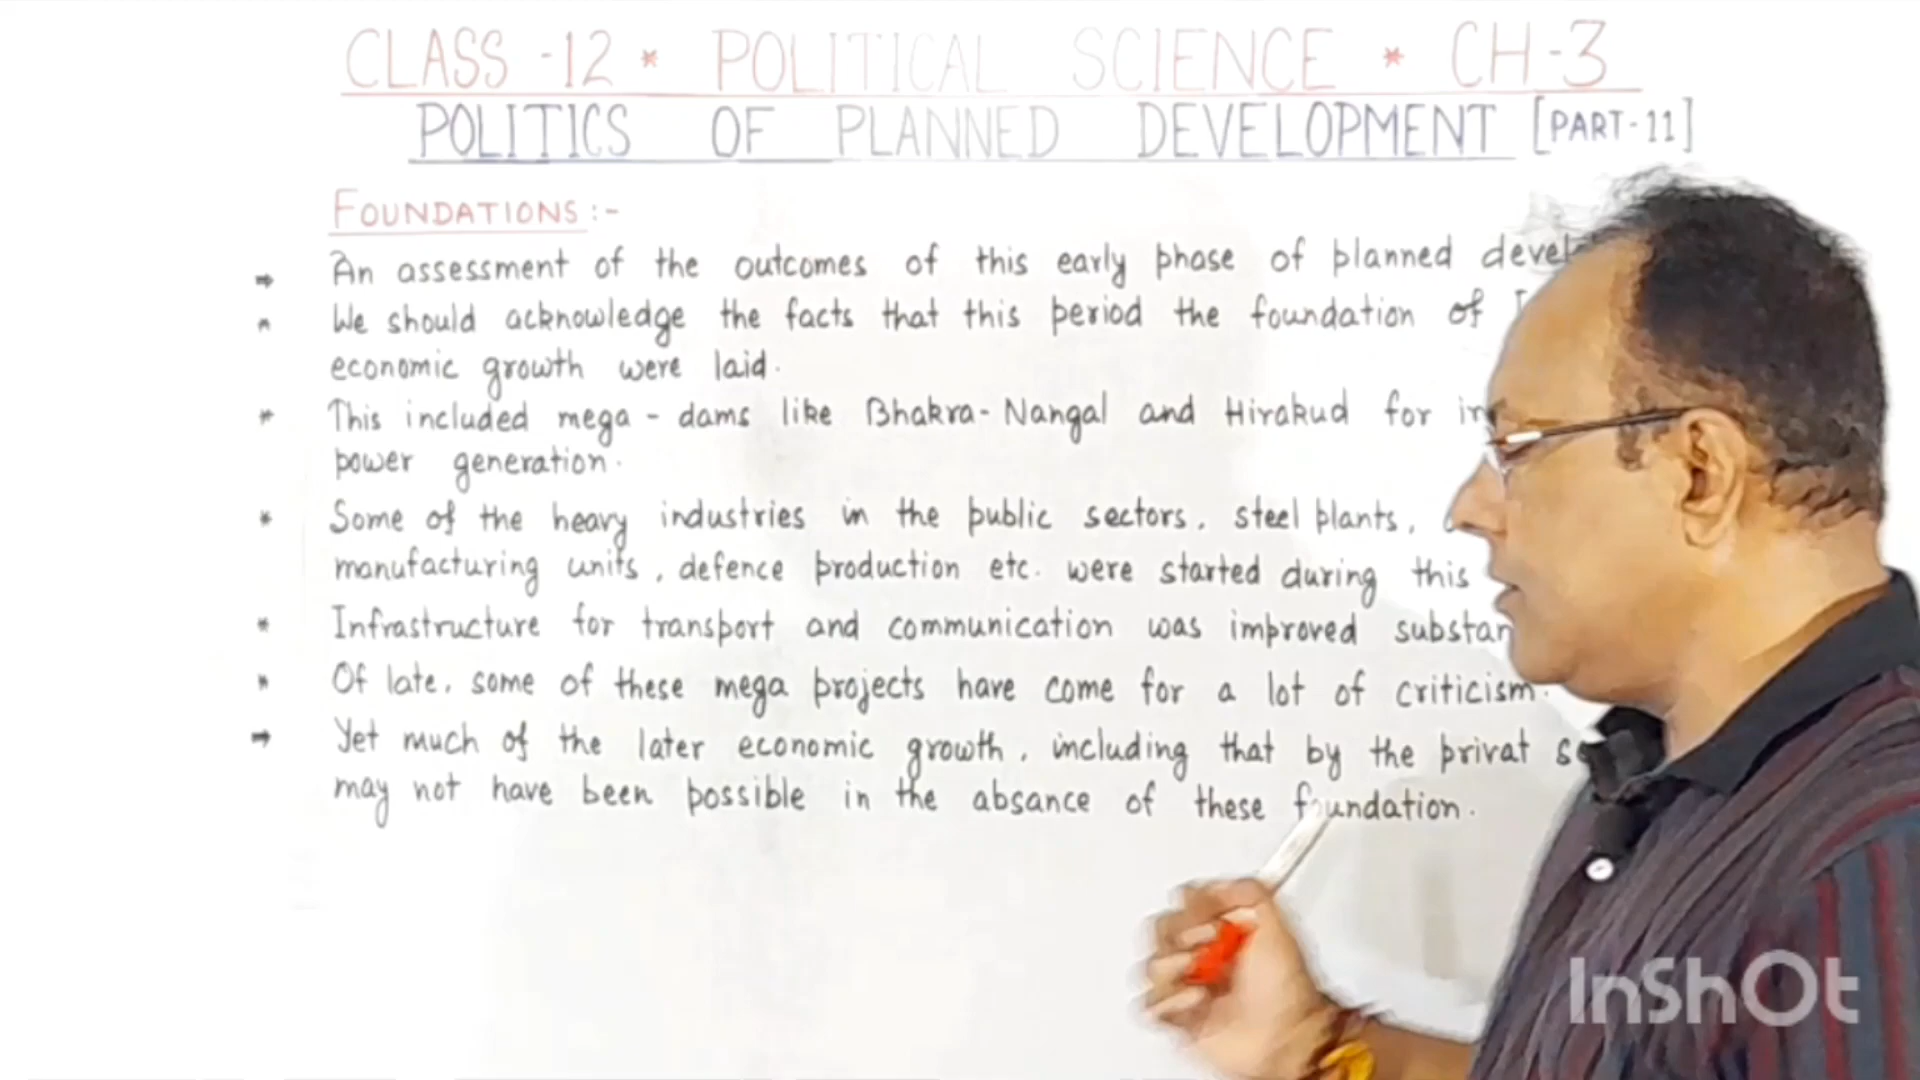 CLASS -12 * POLITICAL SCIENCE * CH-3
POLITICS OF PLANNED DEVELOPMENT [PART-11]
FOUNDATIONS :-
→ An assessment of the outcomes of this early phase of planned
We should acknowledge the facts that this period the foundation of
economic growth were laid.
* This included mega - dams like Bhakra - Nangal and Hirakud for
power generation.
* Some of the heavy industries in the public sectors, steel plants,
manufacturing units, defence production etc. were started during this
* Infrastructure for transport and communication was improved
* Of late, some of these mega projects have come for a lot of criticism.
→ Yet much of the later economic growth, including that by the privat
may not have been possible in the absance of these foundation.
InShOt